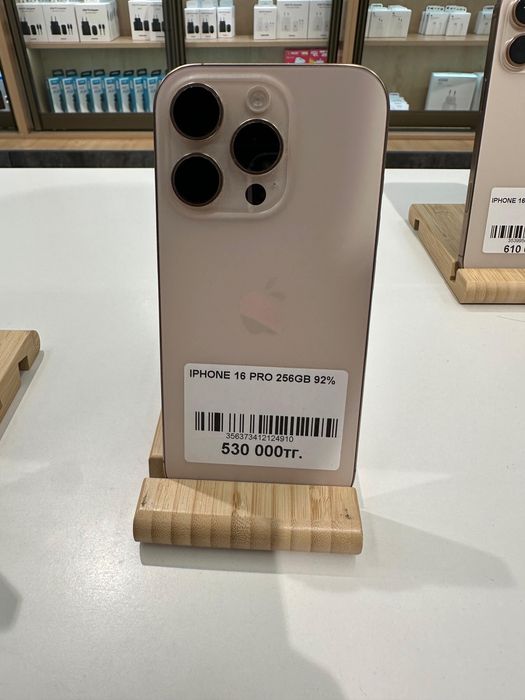 IPHONE 16 PRO 256GB 92%
356373412124910
530 000тг.
IPHONE 16
610